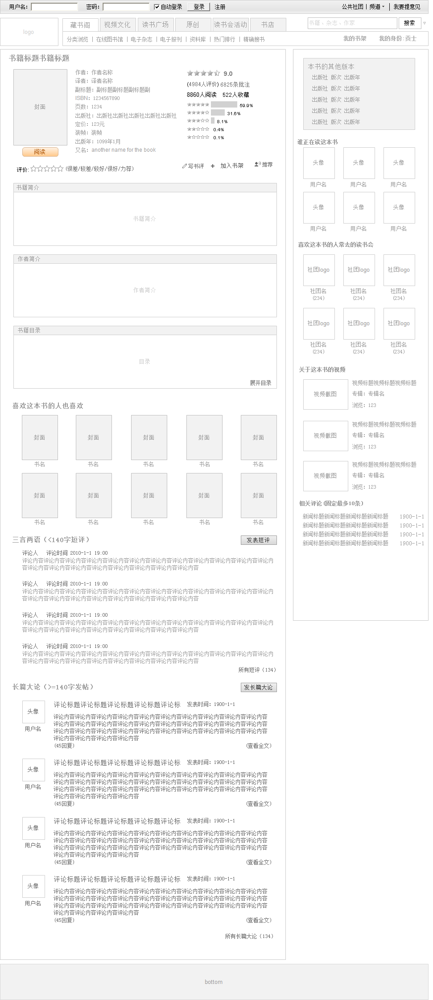 用户名： 密码： 自动登录 登录 注册 公共社团 | 频道 | 我要提意见
logo
藏书阁 视频文化 读书广场 原创 读书会活动 书店
书籍、杂志、作家 搜索
分类浏览 | 在线图书馆 | 电子杂志 | 电子报刊 | 资料库 | 热门排行 | 精确搜书
我的书架 我的身份:贡士
书籍标题书籍标题
封面
阅读
作者：作者名称
译者：译者名称
副标题：副标题副标题副标题副
ISBN：1234567890
页数：1234
出版社：出版社出版社出版社出版社出版社
定价：123元
装帧：装帧
出版年：1099年1月
又名：another name for the book
9.0
(4984人评价) 6825条批注
8860人阅读 522人收藏
59.9%
31.6%
8.1%
0.4%
0.1%
评价: (很差/较差/较好/很好/力荐)
写书评 + 加入书架 推荐
书籍简介
书籍简介
作者简介
作者简介
书籍目录
目录
展开目录
喜欢这本书的人也喜欢
封面 封面 封面 封面 封面
书名 书名 书名 书名 书名
封面 封面 封面 封面 封面
书名 书名 书名 书名 书名
三言两语（<140字短评）
发表短评
评论人 评论时间 2010-1-1 19:00
评论内容评论内容评论内容评论内容评论内容评论内容评论内容评论内容评论内容评论内容评论内容评论内
容评论内容评论内容评论内容评论内容评论内容评论内容评论内容评论内容
评论人 评论时间 2010-1-1 19:00
评论内容评论内容评论内容评论内容评论内容评论内容评论内容评论内容评论内容评论内容评论内容评论内
容评论内容评论内容评论内容评论内容评论内容评论内容评论内容评论内容
评论人 评论时间 2010-1-1 19:00
评论内容评论内容评论内容评论内容评论内容评论内容评论内容评论内容评论内容评论内容评论内容评论内
容评论内容评论内容评论内容评论内容评论内容评论内容评论内容评论内容
评论人 评论时间 2010-1-1 19:00
评论内容评论内容评论内容评论内容评论内容评论内容评论内容评论内容评论内容评论内容评论内容评论内
容评论内容评论内容评论内容评论内容评论内容评论内容评论内容评论内容
所有短评（134）
长篇大论（>=140字发帖）
发长篇大论
头像
用户名
评论标题评论标题评论标题评论标题评论标 发表时间：1900-1-1
评论内容评论内容评论内容评论内容评论内容评论内容评论内容评论内容评论内容评论内容
评论内容评论内容评论内容评论内容评论内容评论内容评论内容评论内容评论内容评论内容
评论内容评论内容评论内容评论内容评论内容评论内容评论内容评论内容评论内容评论内容
评论内容评论内容评论内容评论内容
(45回复) (查看全文)
头像
用户名
评论标题评论标题评论标题评论标题评论标 发表时间：1900-1-1
评论内容评论内容评论内容评论内容评论内容评论内容评论内容评论内容评论内容评论内容
评论内容评论内容评论内容评论内容评论内容评论内容评论内容评论内容评论内容评论内容
评论内容评论内容评论内容评论内容评论内容评论内容评论内容评论内容评论内容评论内容
评论内容评论内容评论内容评论内容
(45回复) (查看全文)
头像
用户名
评论标题评论标题评论标题评论标题评论标 发表时间：1900-1-1
评论内容评论内容评论内容评论内容评论内容评论内容评论内容评论内容评论内容评论内容
评论内容评论内容评论内容评论内容评论内容评论内容评论内容评论内容评论内容评论内容
评论内容评论内容评论内容评论内容评论内容评论内容评论内容评论内容评论内容评论内容
评论内容评论内容评论内容评论内容
(45回复) (查看全文)
头像
用户名
评论标题评论标题评论标题评论标题评论标 发表时间：1900-1-1
评论内容评论内容评论内容评论内容评论内容评论内容评论内容评论内容评论内容评论内容
评论内容评论内容评论内容评论内容评论内容评论内容评论内容评论内容评论内容评论内容
评论内容评论内容评论内容评论内容评论内容评论内容评论内容评论内容评论内容评论内容
评论内容评论内容评论内容评论内容
(45回复) (查看全文)
所有长篇大论（134）
本书的其他版本
出版社 版次 出版年
出版社 版次 出版年
出版社 版次 出版年
出版社 版次 出版年
出版社 版次 出版年
谁正在读这本书
头像 头像 头像
用户名 用户名 用户名
头像 头像 头像
用户名 用户名 用户名
喜欢这本书的人常去的读书会
社团logo 社团logo 社团logo
社团名 社团名 社团名
(234) (234) (234)
社团logo 社团logo 社团logo
社团名 社团名 社团名
(234) (234) (234)
关于这本书的视频
视频截图
视频标题视频标题视频标题
专辑：专辑名
浏览：123
视频截图
视频标题视频标题视频标题
专辑：专辑名
浏览：123
视频截图
视频标题视频标题视频标题
专辑：专辑名
浏览：123
相关评论（固定最多10条）
新闻标题新闻标题新闻标题新闻标题 1900-1-1
新闻标题新闻标题新闻标题新闻标题 1900-1-1
新闻标题新闻标题新闻标题新闻标题 1900-1-1
新闻标题新闻标题新闻标题新闻标题 1900-1-1
bottom